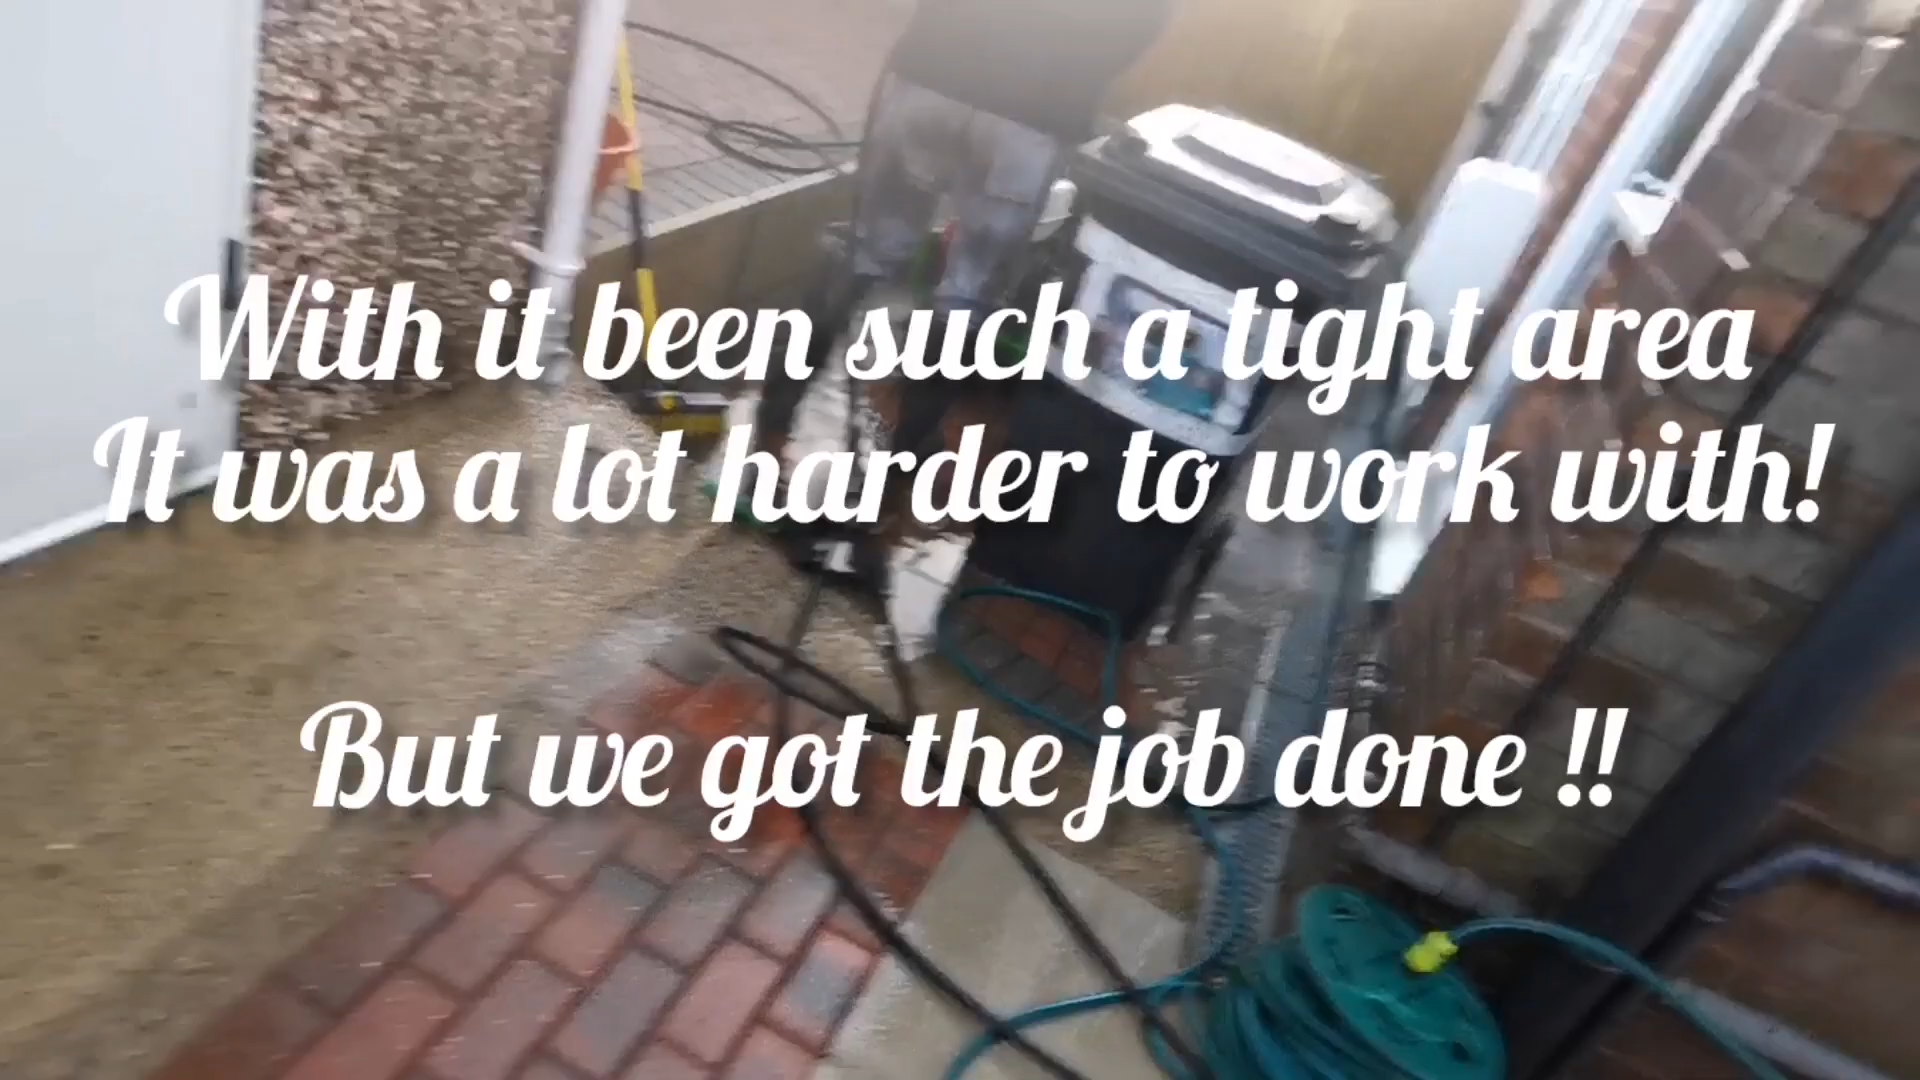 With it been such a tight area
It was a lot harder to work with!
But we got the job done !!